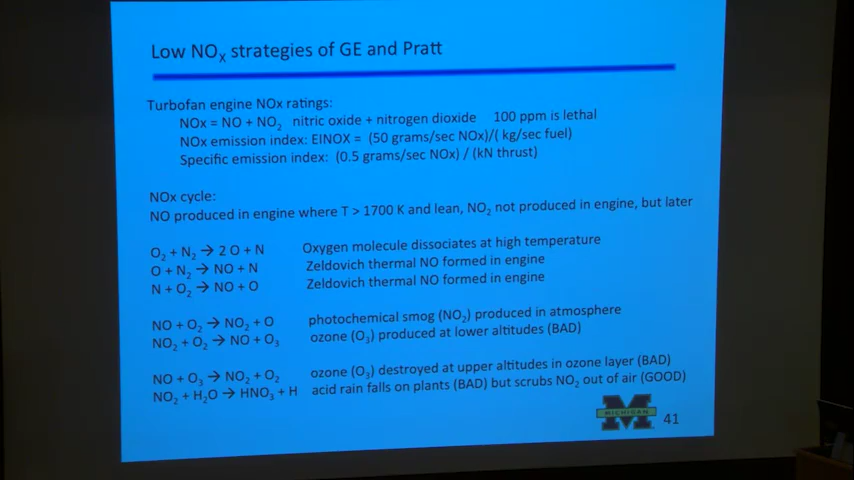 Low NOX strategies of GE and Pratt
Turbofan engine NOx ratings:
NOx = NO + NO2 nitric oxide + nitrogen dioxide 100 ppm is lethal
NOx emission index: EINOX = (50 grams/sec NOx)/( kg/sec fuel)
Specific emission index: (0.5 grams/sec NOx) / (kN thrust)
NOx cycle:
NO produced in engine where T > 1700 K and lean, NO2 not produced in engine, but later
O2 + N2 → 2 O + N Oxygen molecule dissociates at high temperature
O + N2 → NO + N Zeldovich thermal NO formed in engine
N + O2 → NO + O Zeldovich thermal NO formed in engine
NO + O2 → NO2 + O photochemical smog (NO2) produced in atmosphere
NO2 + O2 → NO + O3 ozone (O3) produced at lower altitudes (BAD)
NO + O3 → NO2 + O2 ozone (O3) destroyed at upper altitudes in ozone layer (BAD)
NO2 + H2O → HNO3 + H acid rain falls on plants (BAD) but scrubs NO2 out of air (GOOD)
M MICHIGAN
41